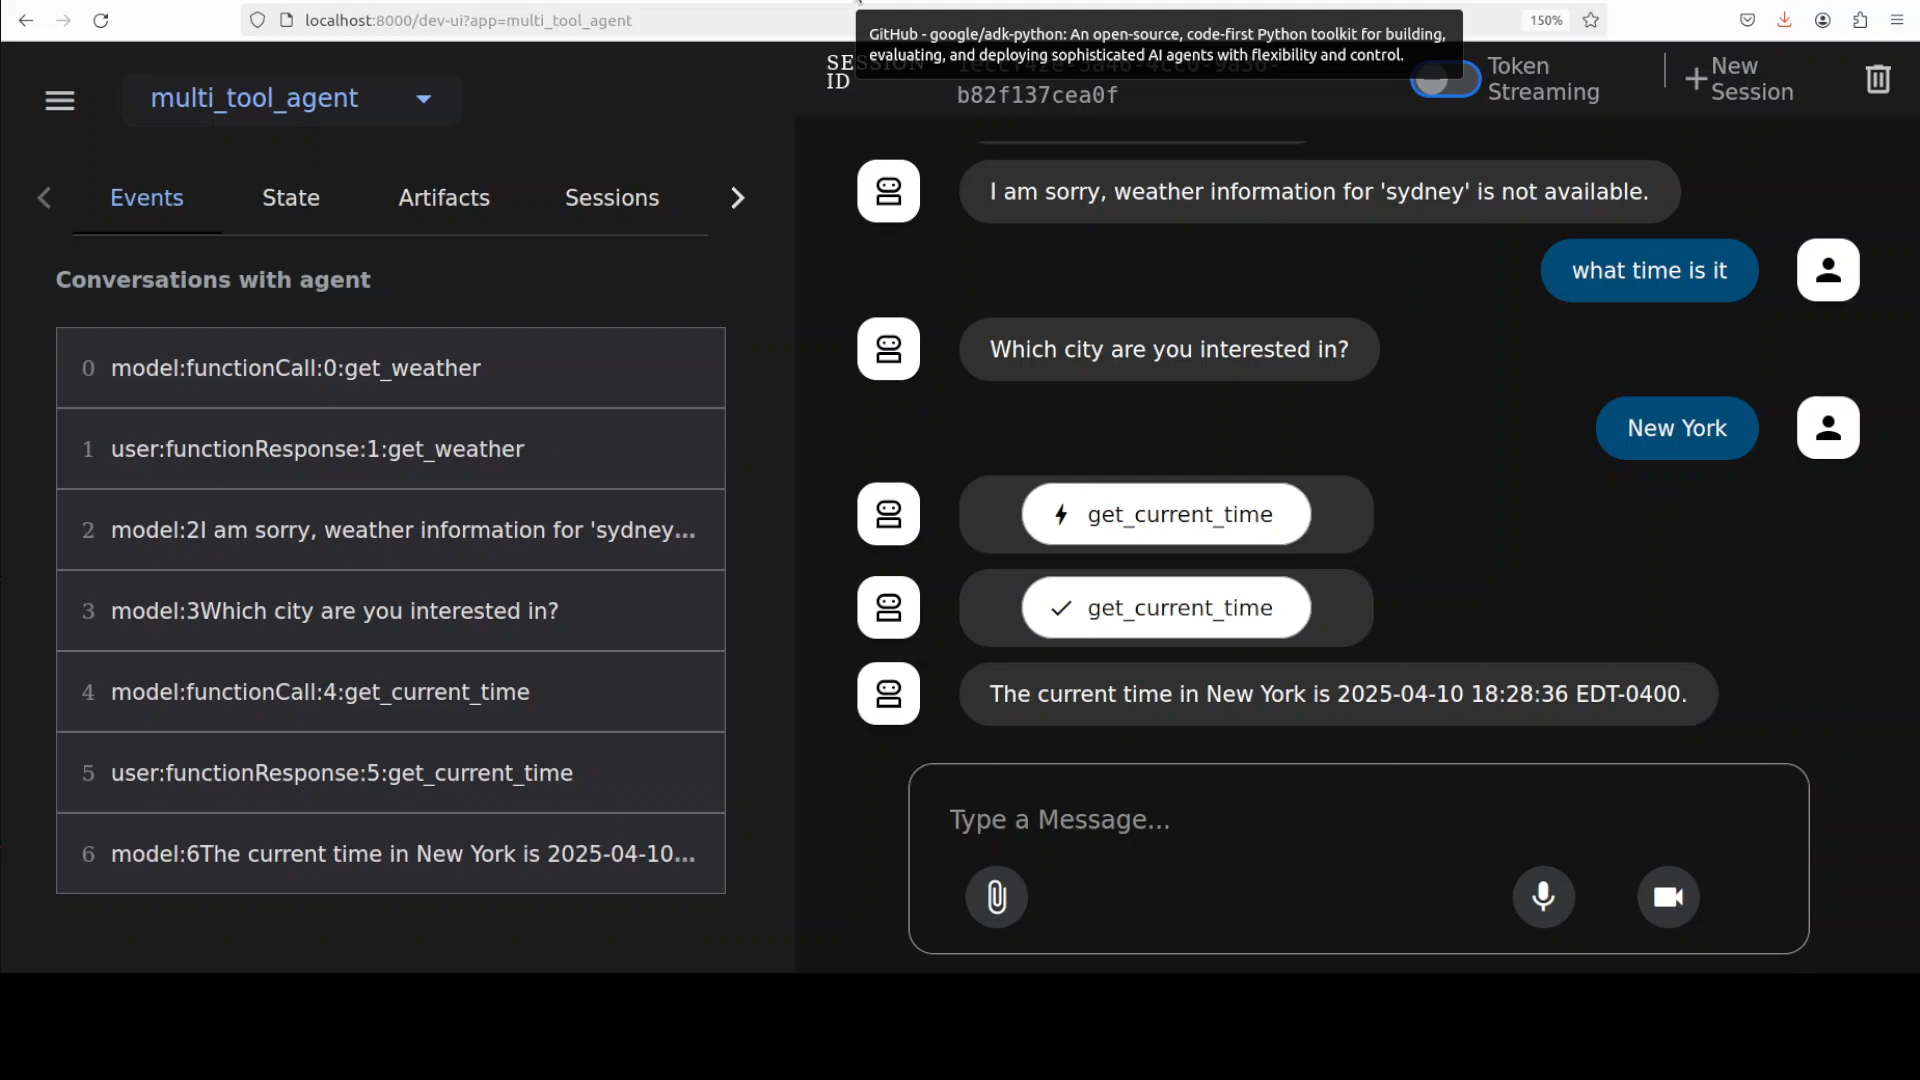 localhost:8000/dev-ui?app=multi_tool_agent
150%
GitHub - google/adk-python: An open-source, code-first Python toolkit for building,
evaluating, and deploying sophisticated AI agents with flexibility and control.
multi_tool_agent
SESSION
ID
b82f137cea0f
Token
Streaming
New
Session
Events
State
Artifacts
Sessions
Conversations with agent
0 model:functionCall:0:get_weather
1 user:functionResponse:1:get_weather
2 model:2I am sorry, weather information for 'sydney...
3 model:3Which city are you interested in?
4 model:functionCall:4:get_current_time
5 user:functionResponse:5:get_current_time
6 model:6The current time in New York is 2025-04-10...
I am sorry, weather information for 'sydney' is not available.
what time is it
Which city are you interested in?
New York
get_current_time
get_current_time
The current time in New York is 2025-04-10 18:28:36 EDT-0400.
Type a Message...